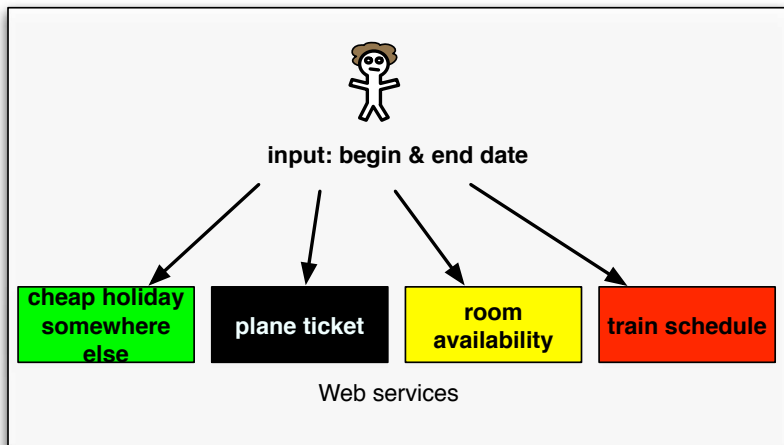 input: begin & end date
cheap holiday
somewhere
else
plane ticket
room
availability
train schedule
Web services